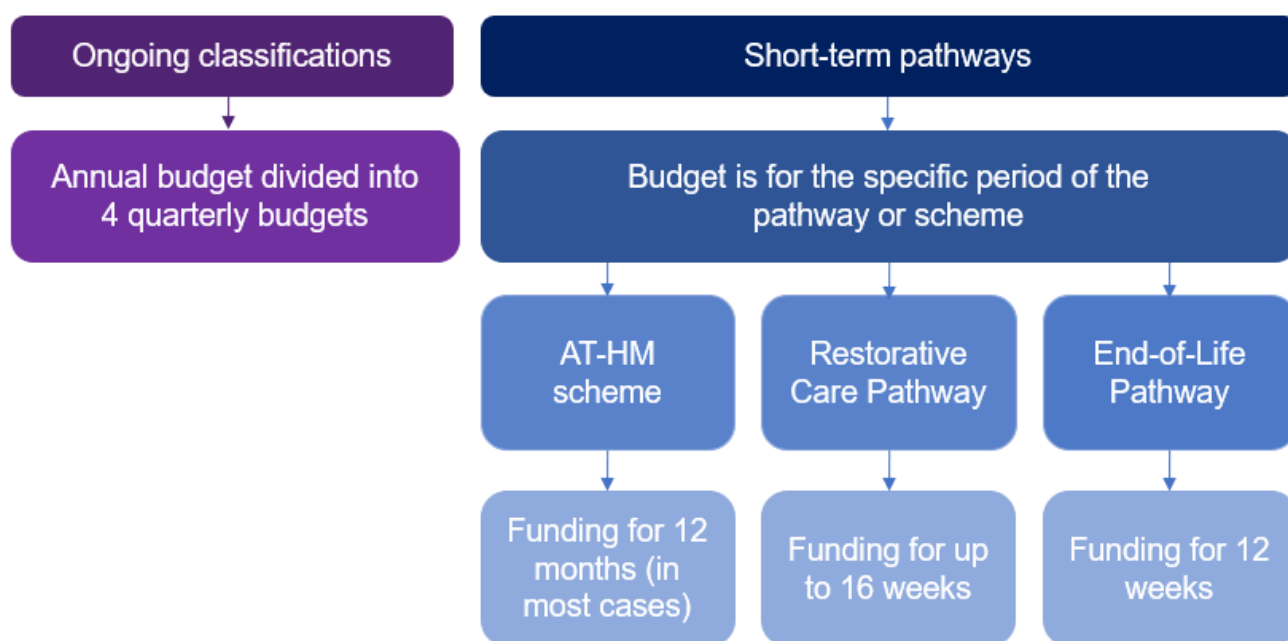 Ongoing classifications
Short-term pathways
Annual budget divided into
4 quarterly budgets
Budget is for the specific period of the
pathway or scheme
AT-HM
scheme
Restorative
Care Pathway
End-of-Life
Pathway
Funding for 12
months (in
most cases)
Funding for up
to 16 weeks
Funding for 12
weeks